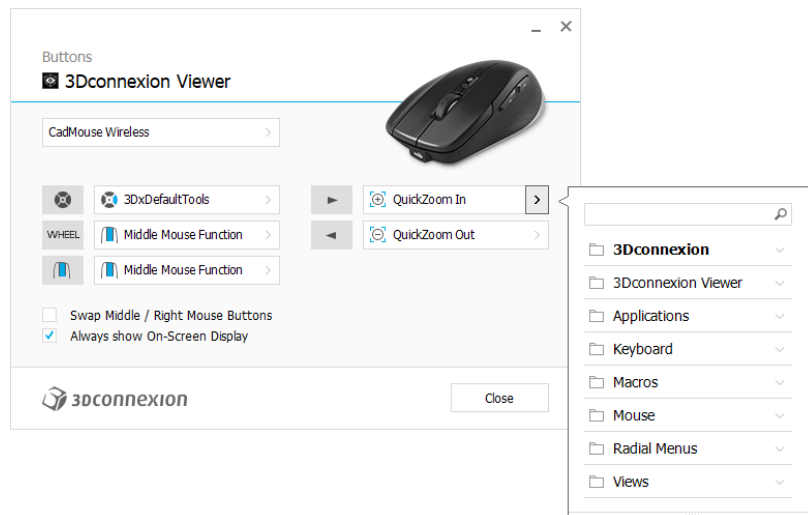 Buttons
3Dconnexion Viewer
CadMouse Wireless
3DxDefaultTools
QuickZoom In
WHEEL
Middle Mouse Function
QuickZoom Out
Middle Mouse Function
Swap Middle / Right Mouse Buttons
Always show On-Screen Display
3Dconnexion
Close
3Dconnexion
3Dconnexion Viewer
Applications
Keyboard
Macros
Mouse
Radial Menus
Views